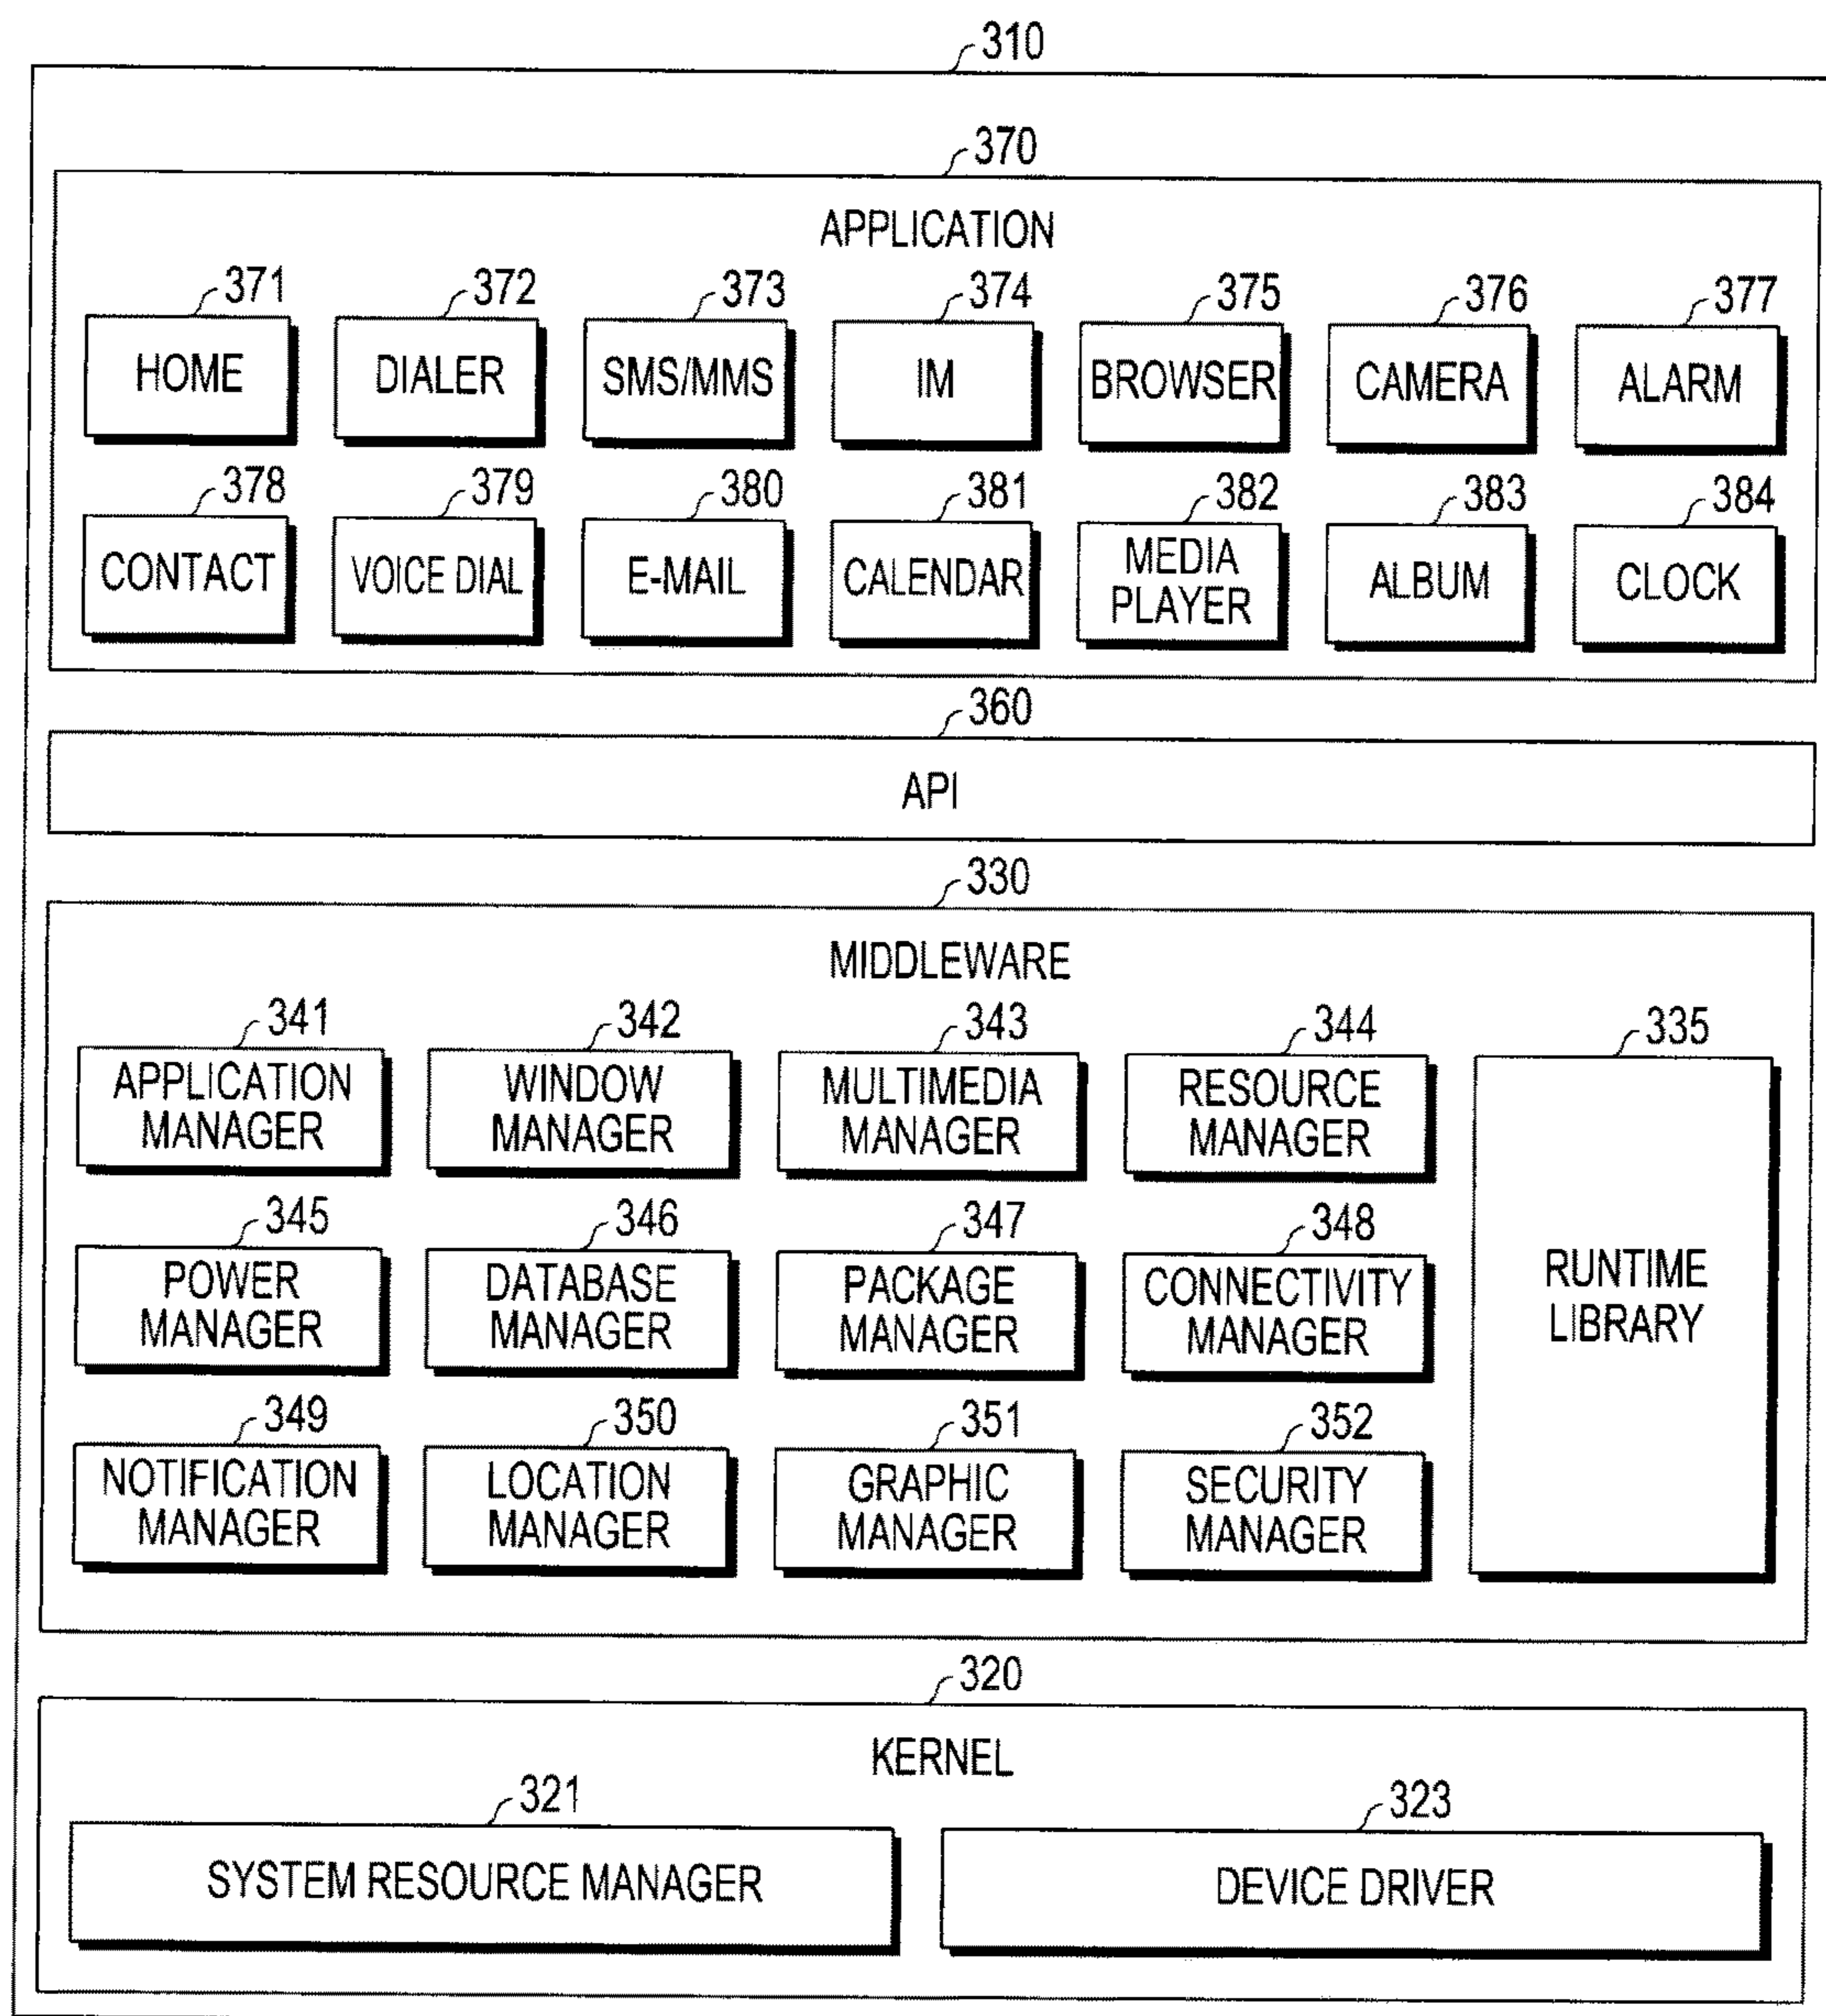 310
370
APPLICATION
371 372 373 374 375 376 377
HOME DIALER SMS/MMS IM BROWSER CAMERA ALARM
378 379 380 381 382 383 384
CONTACT VOICE DIAL E-MAIL CALENDAR MEDIA PLAYER ALBUM CLOCK
360
API
330
MIDDLEWARE
341 342 343 344 335
APPLICATION MANAGER WINDOW MANAGER MULTIMEDIA MANAGER RESOURCE MANAGER
345 346 347 348
POWER MANAGER DATABASE MANAGER PACKAGE MANAGER CONNECTIVITY MANAGER RUNTIME LIBRARY
349 350 351 352
NOTIFICATION MANAGER LOCATION MANAGER GRAPHIC MANAGER SECURITY MANAGER
320
KERNEL
321 323
SYSTEM RESOURCE MANAGER DEVICE DRIVER